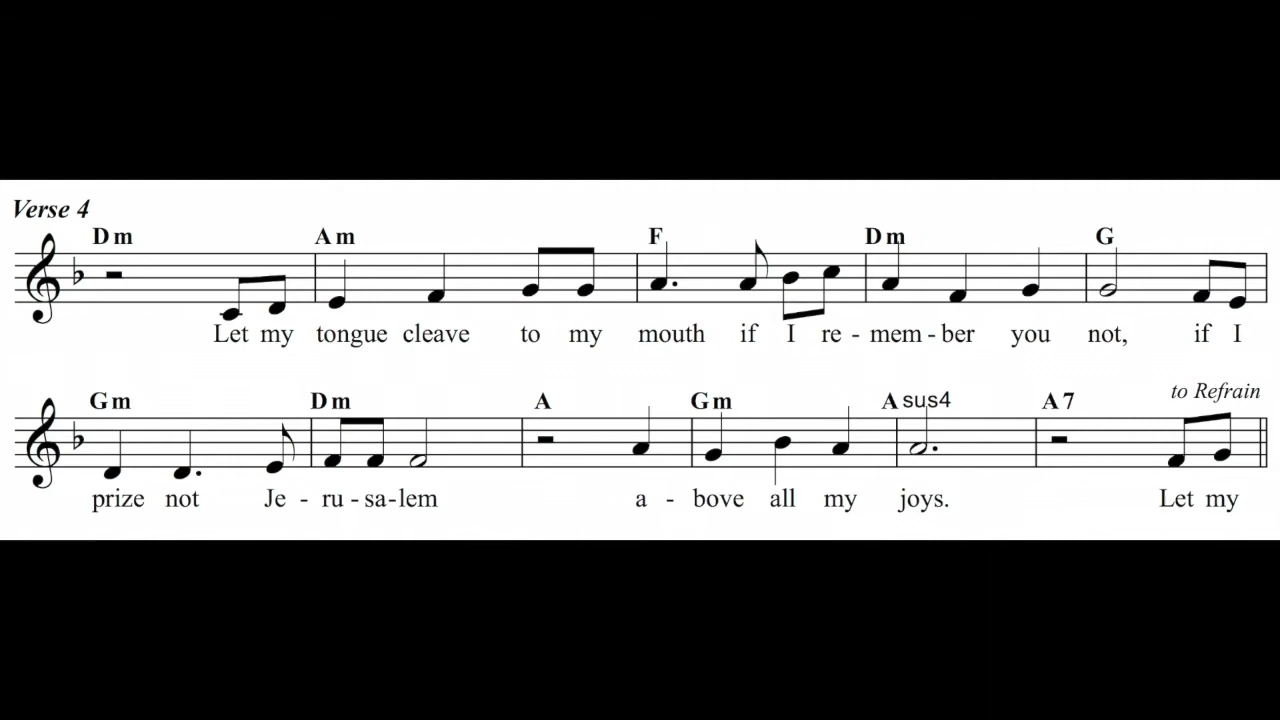 Verse 4
Dm Am F Dm G
Let my tongue cleave to my mouth if I re - mem - ber you not, if I
to Refrain
Gm Dm A Gm A sus4 A7
prize not Je - ru - sa - lem a - bove all my joys. Let my